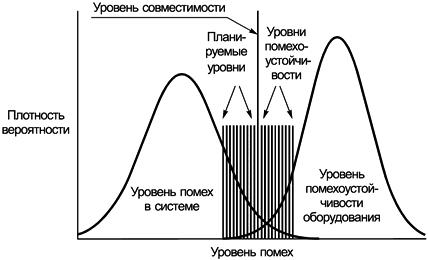 Уровень совместимости
Плани-
руемые
уровни
Уровни
помехо-
устойчи-
вости
Плотность
вероятности
Уровень помех
в системе
Уровень
помехоустой-
чивости
оборудования
Уровень помех